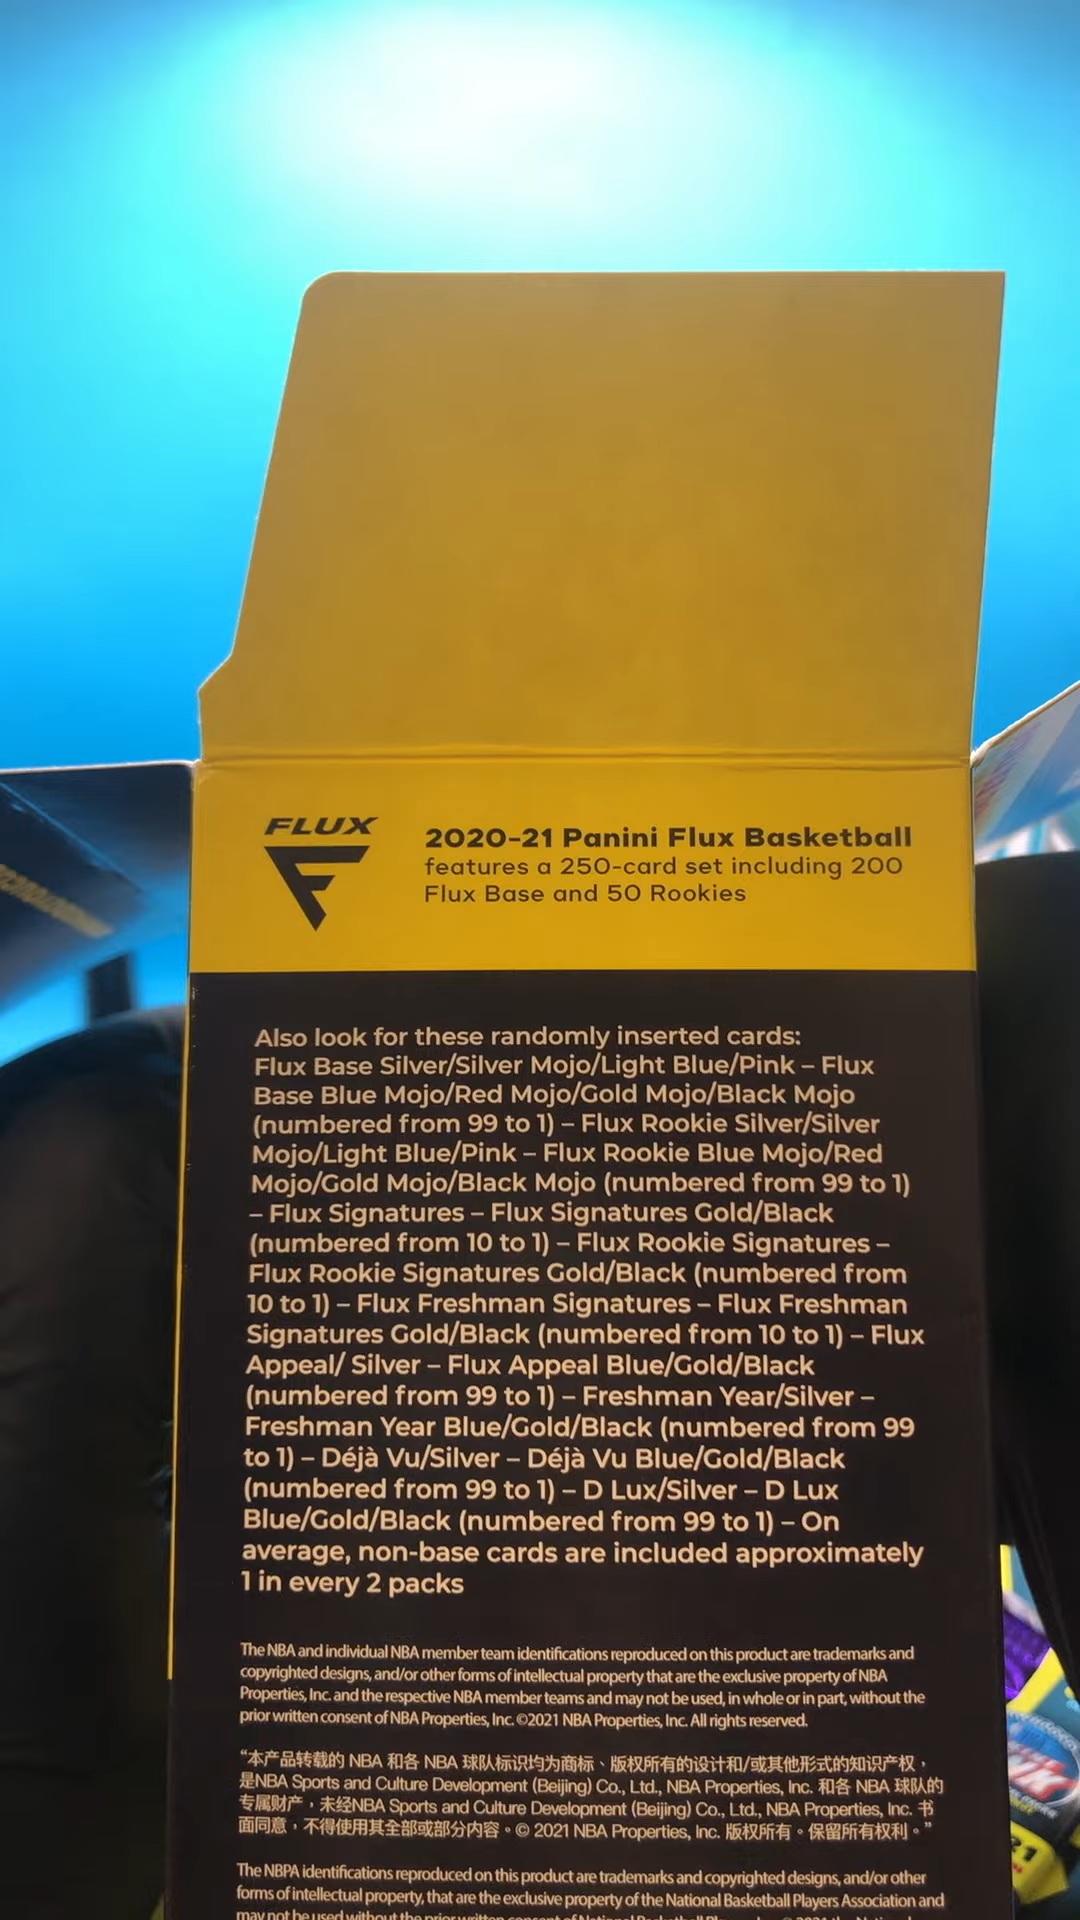 FLUX
2020-21 Panini Flux Basketball
features a 250-card set including 200
Flux Base and 50 Rookies
Also look for these randomly inserted cards:
Flux Base Silver/Silver Mojo/Light Blue/Pink – Flux
Base Blue Mojo/Red Mojo/Gold Mojo/Black Mojo
(numbered from 99 to 1) – Flux Rookie Silver/Silver
Mojo/Light Blue/Pink – Flux Rookie Blue Mojo/Red
Mojo/Gold Mojo/Black Mojo (numbered from 99 to 1)
– Flux Signatures – Flux Signatures Gold/Black
(numbered from 10 to 1) – Flux Rookie Signatures –
Flux Rookie Signatures Gold/Black (numbered from
10 to 1) – Flux Freshman Signatures – Flux Freshman
Signatures Gold/Black (numbered from 10 to 1) – Flux
Appeal/ Silver – Flux Appeal Blue/Gold/Black
(numbered from 99 to 1) – Freshman Year/Silver –
Freshman Year Blue/Gold/Black (numbered from 99
to 1) – Déjà Vu/Silver – Déjà Vu Blue/Gold/Black
(numbered from 99 to 1) – D Lux/Silver – D Lux
Blue/Gold/Black (numbered from 99 to 1) – On
average, non-base cards are included approximately
1 in every 2 packs
The NBA and individual NBA member team identifications reproduced on this product are trademarks and
copyrighted designs, and/or other forms of intellectual property that are the exclusive property of NBA
Properties, Inc. and the respective NBA member teams and may not be used, in whole or in part, without the
prior written consent of NBA Properties, Inc. ©2021 NBA Properties, Inc. All rights reserved.
“本产品转载的 NBA 和各 NBA 球队标识均为商标、版权所有的设计和/或其他形式的知识产权，
是NBA Sports and Culture Development (Beijing) Co., Ltd., NBA Properties, Inc. 和各 NBA 球队的
专属财产，未经NBA Sports and Culture Development (Beijing) Co., Ltd., NBA Properties, Inc. 书
面同意，不得使用其全部或部分内容。© 2021 NBA Properties, Inc. 版权所有。保留所有权利。”
The NBPA identifications reproduced on this product are trademarks and copyrighted designs, and/or other
forms of intellectual property, that are the exclusive property of the National Basketball Players Association and
may not be used without the prior written consent of National Basketball